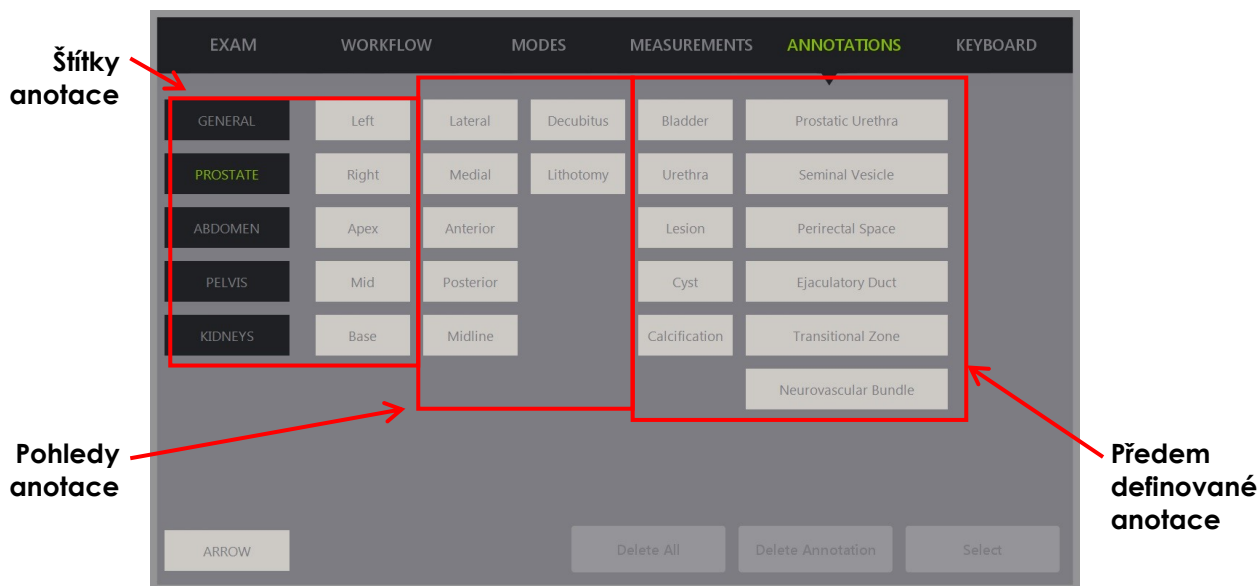 EXAM WORKFLOW MODES MEASUREMENTS ANNOTATIONS KEYBOARD
Štítky
anotace
GENERAL Left Lateral Decubitus Bladder Prostatic Urethra
PROSTATE Right Medial Lithotomy Urethra Seminal Vesicle
ABDOMEN Apex Anterior Lesion Perirectal Space
PELVIS Mid Posterior Cyst Ejaculatory Duct
KIDNEYS Base Midline Calcification Transitional Zone
Neurovascular Bundle
Pohledy
anotace
Předem
definované
anotace
ARROW Delete All Delete Annotation Select